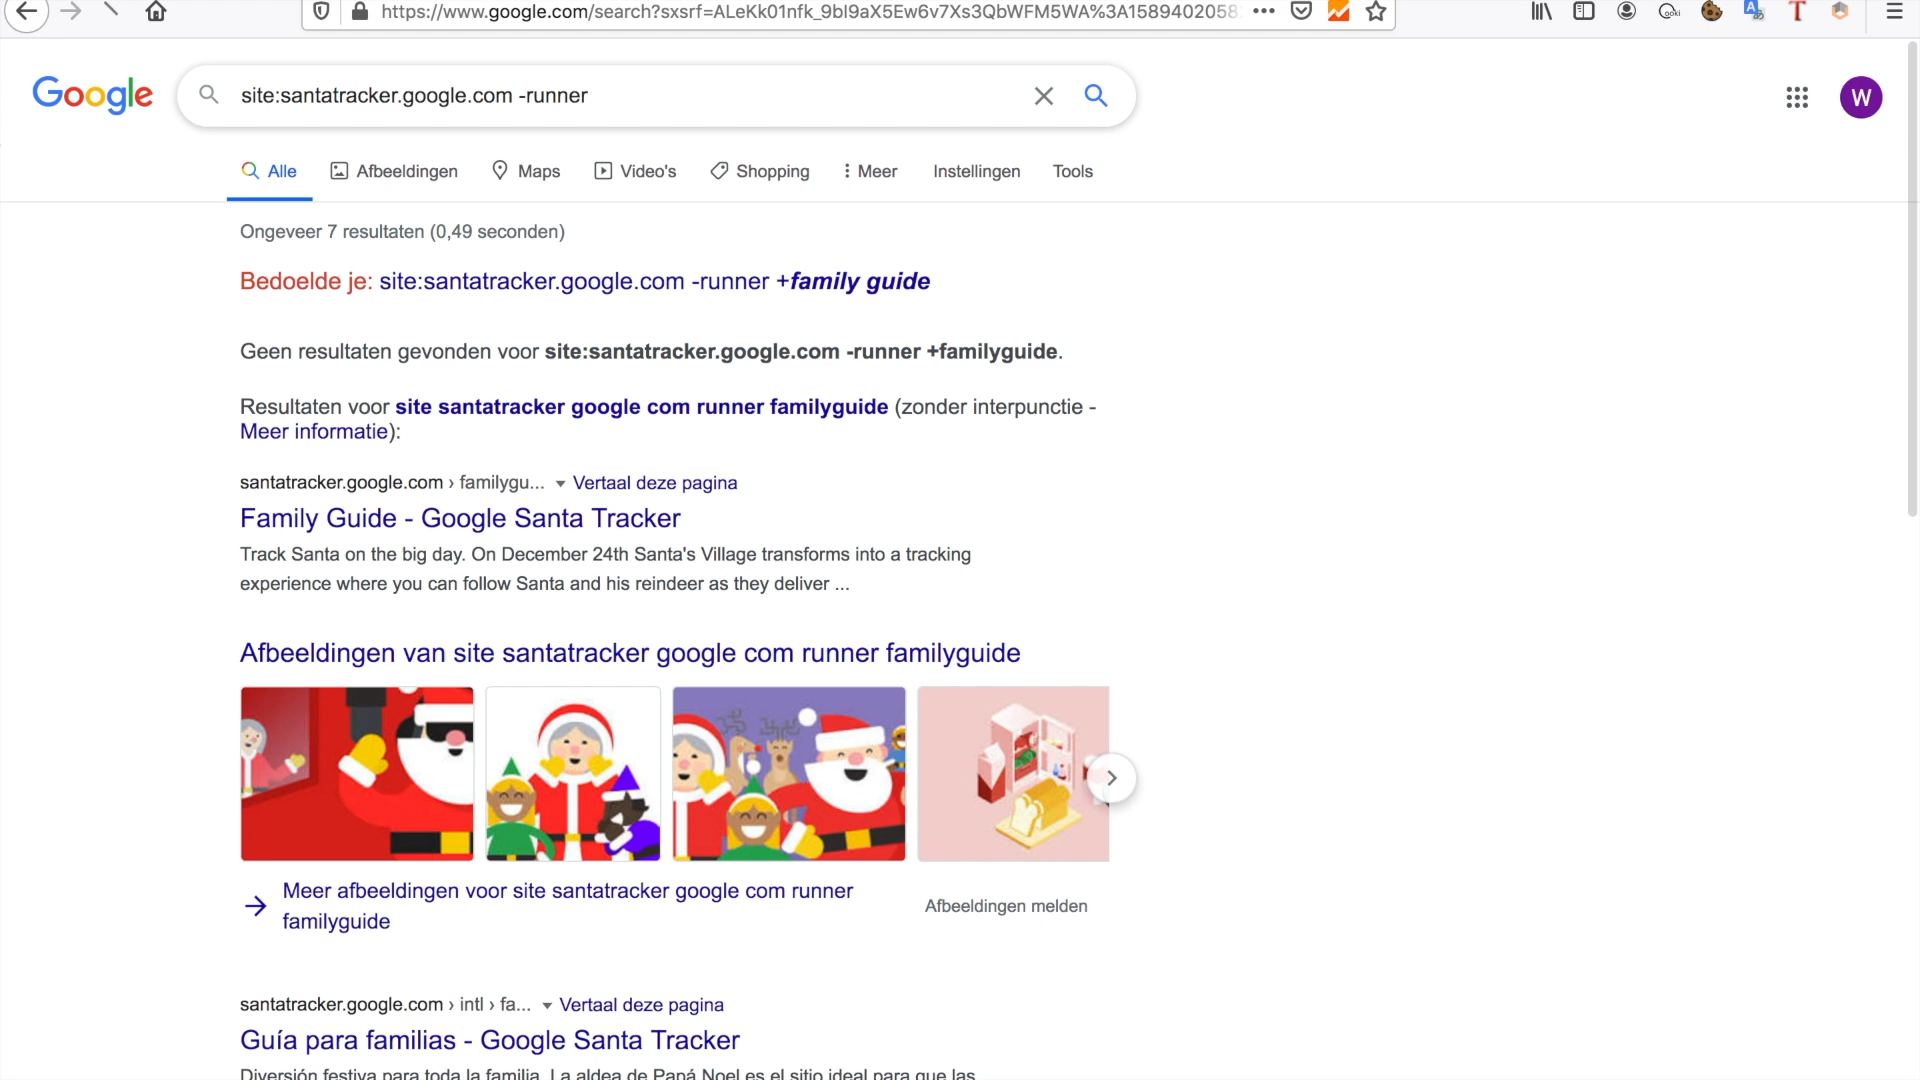 https://www.google.com/search?sxsrf=ALeKk01nfk_9bl9aX5Ew6v7Xs3QbWFM5WA%3A158940205
Google
site:santatracker.google.com -runner
W
Alle Afbeeldingen Maps Video's Shopping Meer Instellingen Tools
Ongeveer 7 resultaten (0,49 seconden)
Bedoelde je: site:santatracker.google.com -runner +family guide
Geen resultaten gevonden voor site:santatracker.google.com -runner +familyguide.
Resultaten voor site santatracker google com runner familyguide (zonder interpunctie -
Meer informatie):
santatracker.google.com › familygu... Vertaal deze pagina
Family Guide - Google Santa Tracker
Track Santa on the big day. On December 24th Santa's Village transforms into a tracking
experience where you can follow Santa and his reindeer as they deliver ...
Afbeeldingen van site santatracker google com runner familyguide
Meer afbeeldingen voor site santatracker google com runner
familyguide
Afbeeldingen melden
santatracker.google.com › intl › fa... Vertaal deze pagina
Guía para familias - Google Santa Tracker
Diversión festiva para toda la familia. La aldea de Papá Noel es el sitio ideal para que las